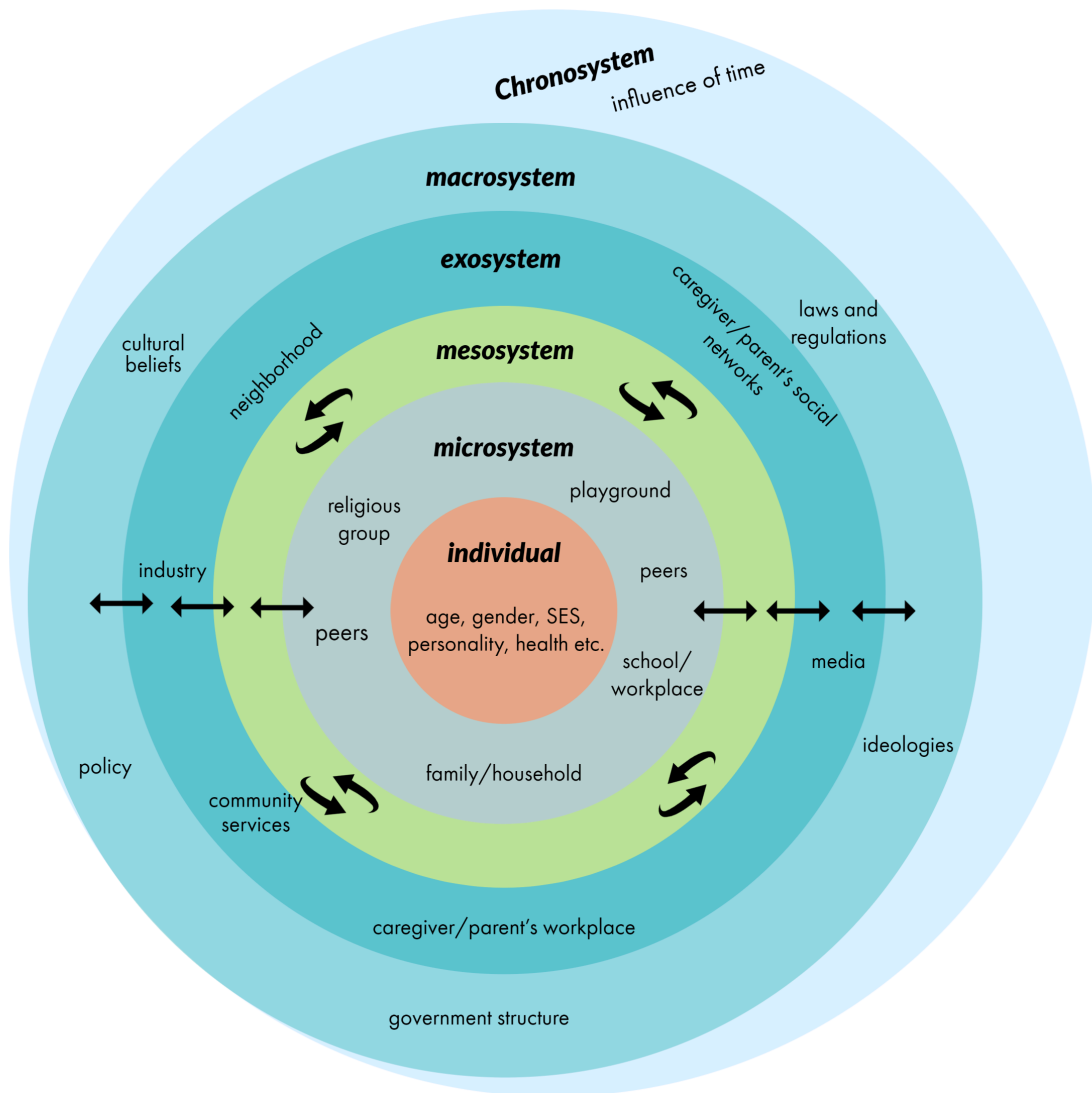 Chronosystem
influence of time
macrosystem
exosystem
caregiver/parent's social
networks
laws and
regulations
cultural
beliefs
neighborhood
mesosystem
microsystem
religious
group
playground
individual
age, gender, SES,
personality, health etc.
industry
peers
peers
school/
workplace
media
ideologies
policy
family/household
community
services
caregiver/parent's workplace
government structure